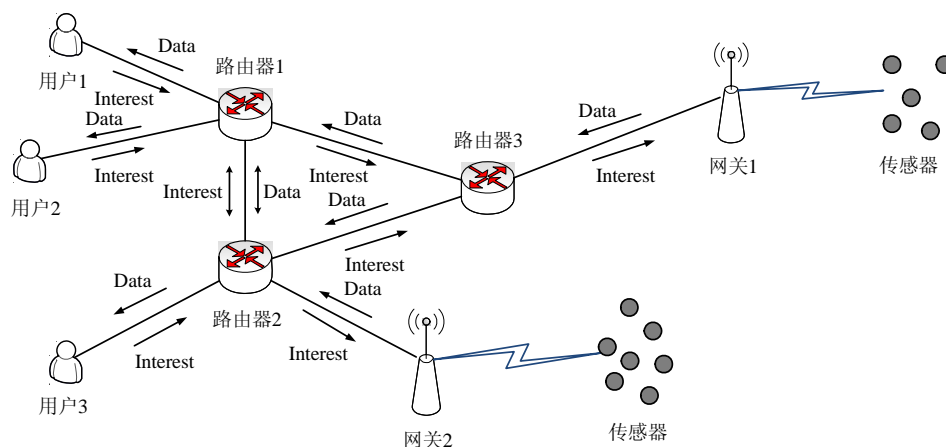 Data
用户1
Interest
路由器1
Data
用户2
Interest
Data
Interest
路由器3
Data
Interest
网关1
传感器
Interest
Data
Data
Interest
Data
路由器2
Interest
用户3
Data
Interest
网关2
传感器